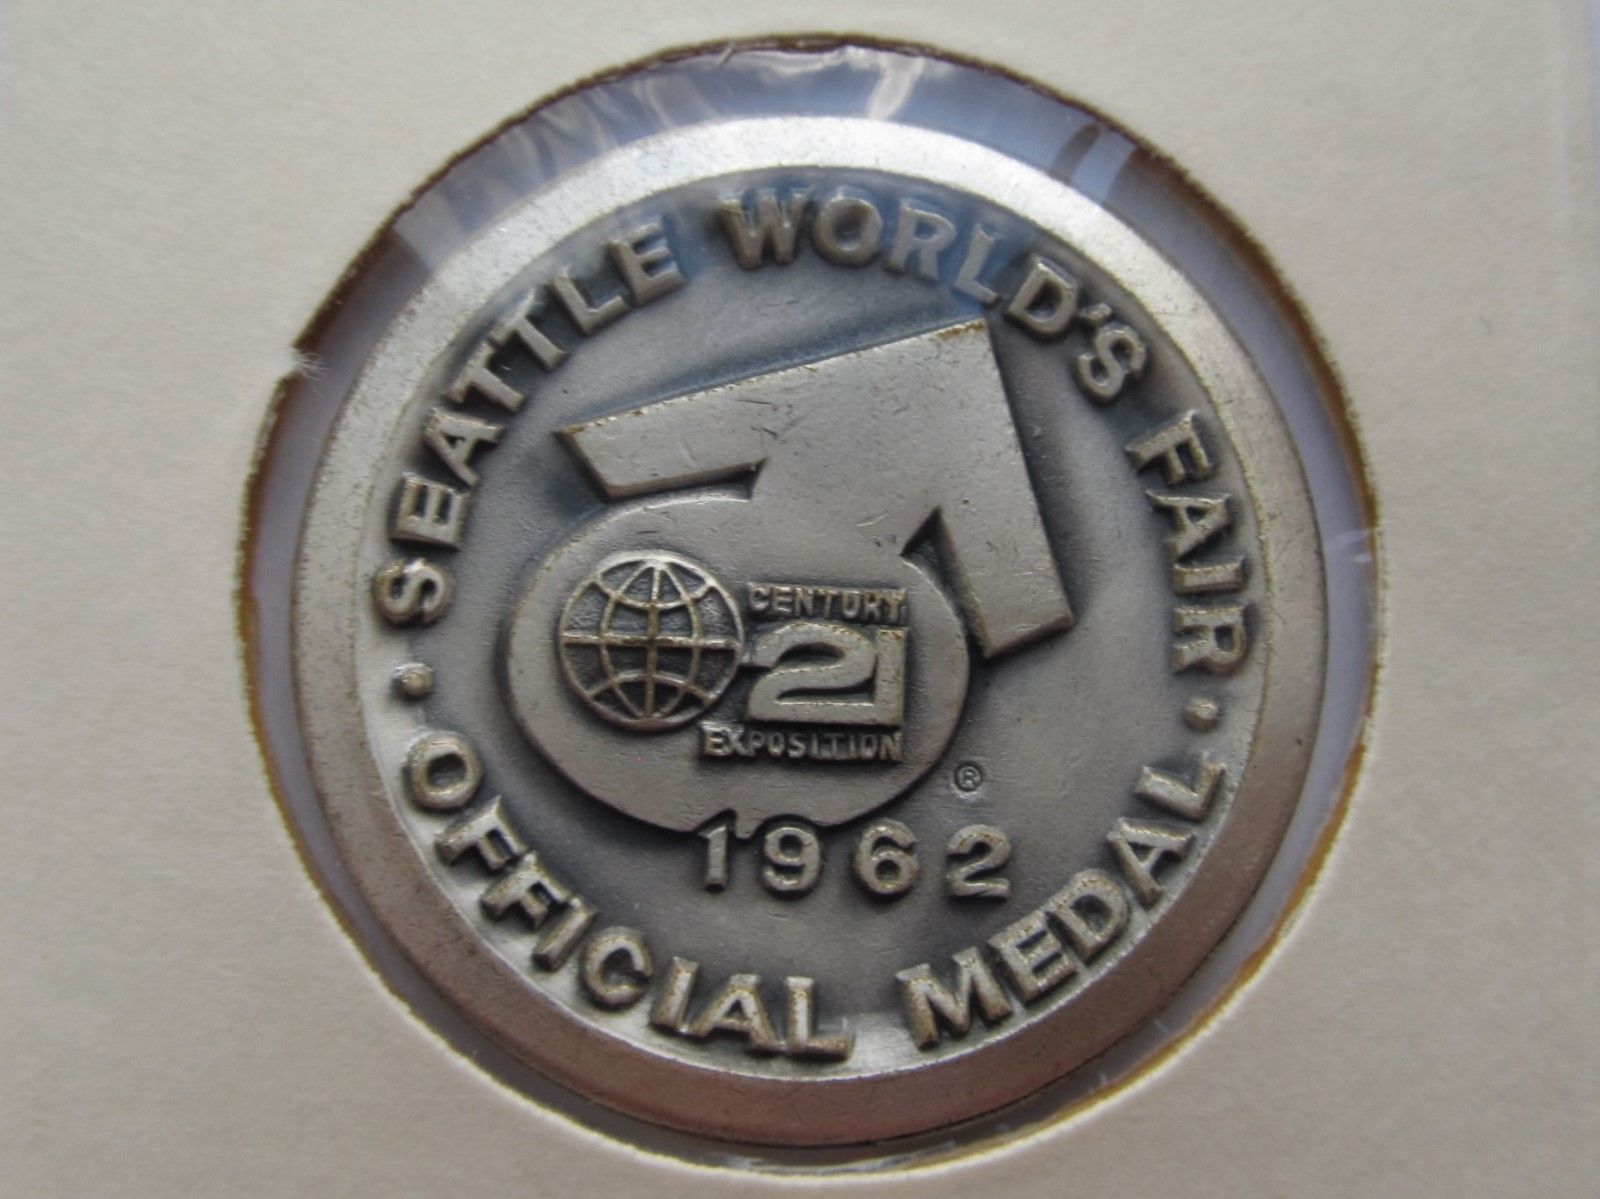 SEATTLE WORLD'S FAIR
CENTURY
21
EXPOSITION
®
1962
· OFFICIAL MEDAL ·